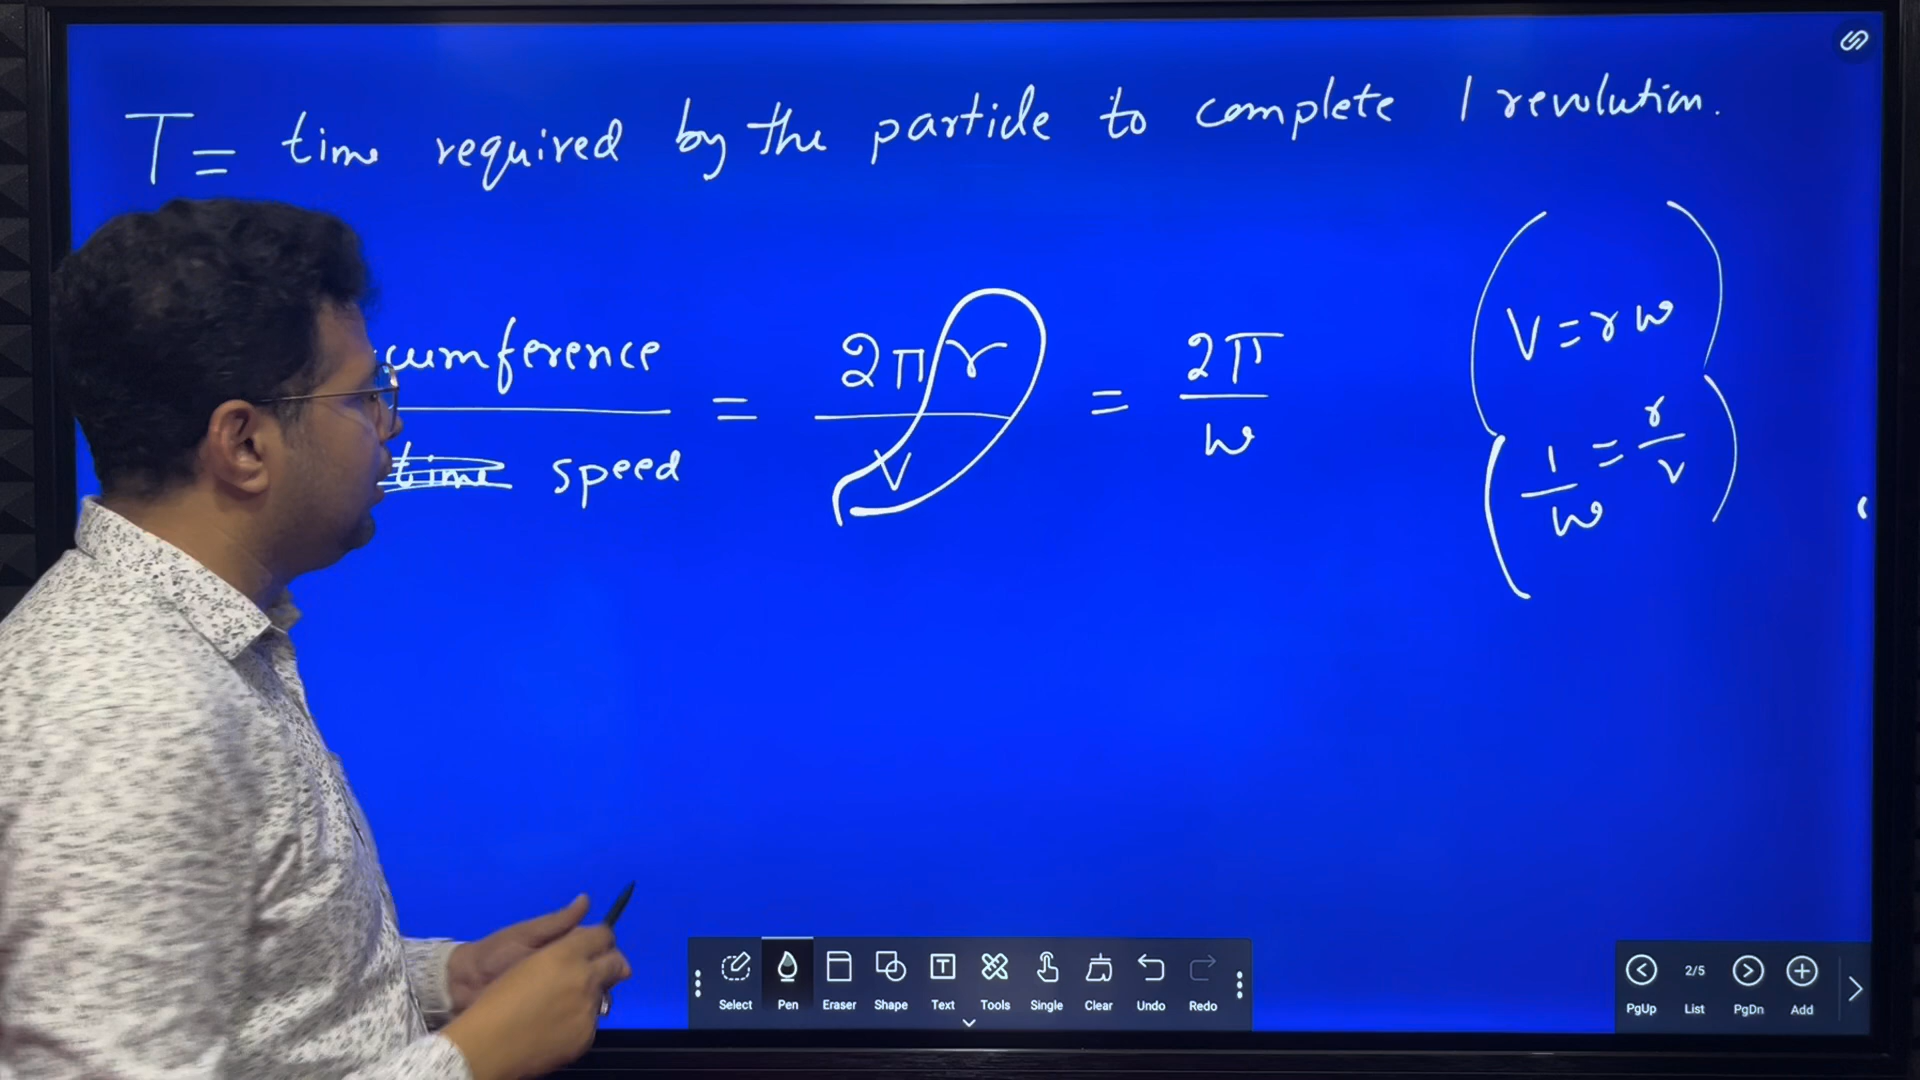 T = time required by the particle to complete 1 revolution.
cumference / time speed = 2πr / V = 2π / ω
V = rω
1/ω = r/v
Select Pen Eraser Shape Text Tools Single Clear Undo Redo
2/5
PgUp List PgDn Add